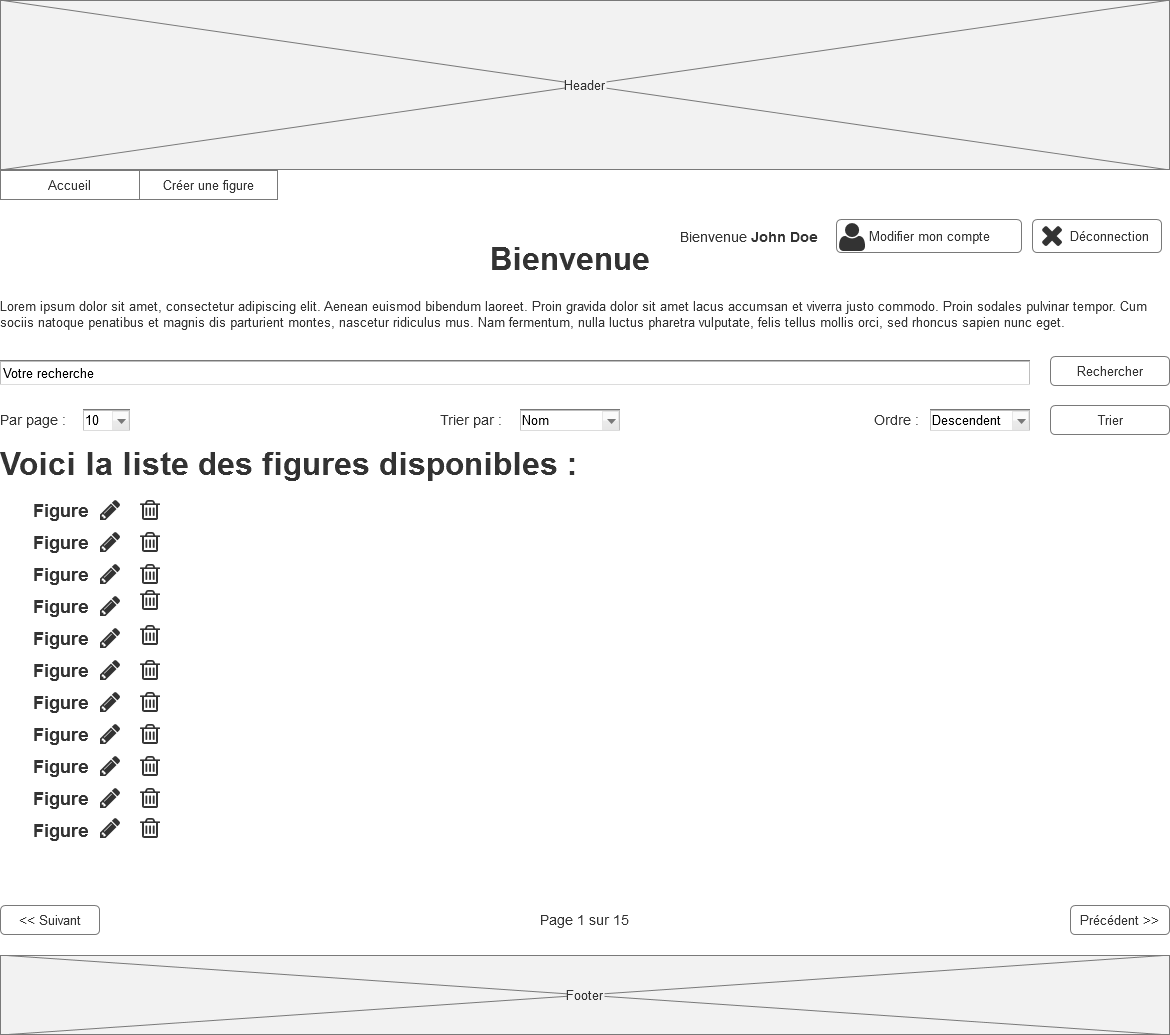 Header
Accueil Créer une figure
Bienvenue John Doe Modifier mon compte Déconnection
Bienvenue
Lorem ipsum dolor sit amet, consectetur adipiscing elit. Aenean euismod bibendum laoreet. Proin gravida dolor sit amet lacus accumsan et viverra justo commodo. Proin sodales pulvinar tempor. Cum
sociis natoque penatibus et magnis dis parturient montes, nascetur ridiculus mus. Nam fermentum, nulla luctus pharetra vulputate, felis tellus mollis orci, sed rhoncus sapien nunc eget.
Votre recherche Rechercher
Par page : 10 Trier par : Nom Ordre : Descendent Trier
Voici la liste des figures disponibles :
Figure
Figure
Figure
Figure
Figure
Figure
Figure
Figure
Figure
Figure
Figure
<< Suivant Page 1 sur 15 Précédent >>
Footer